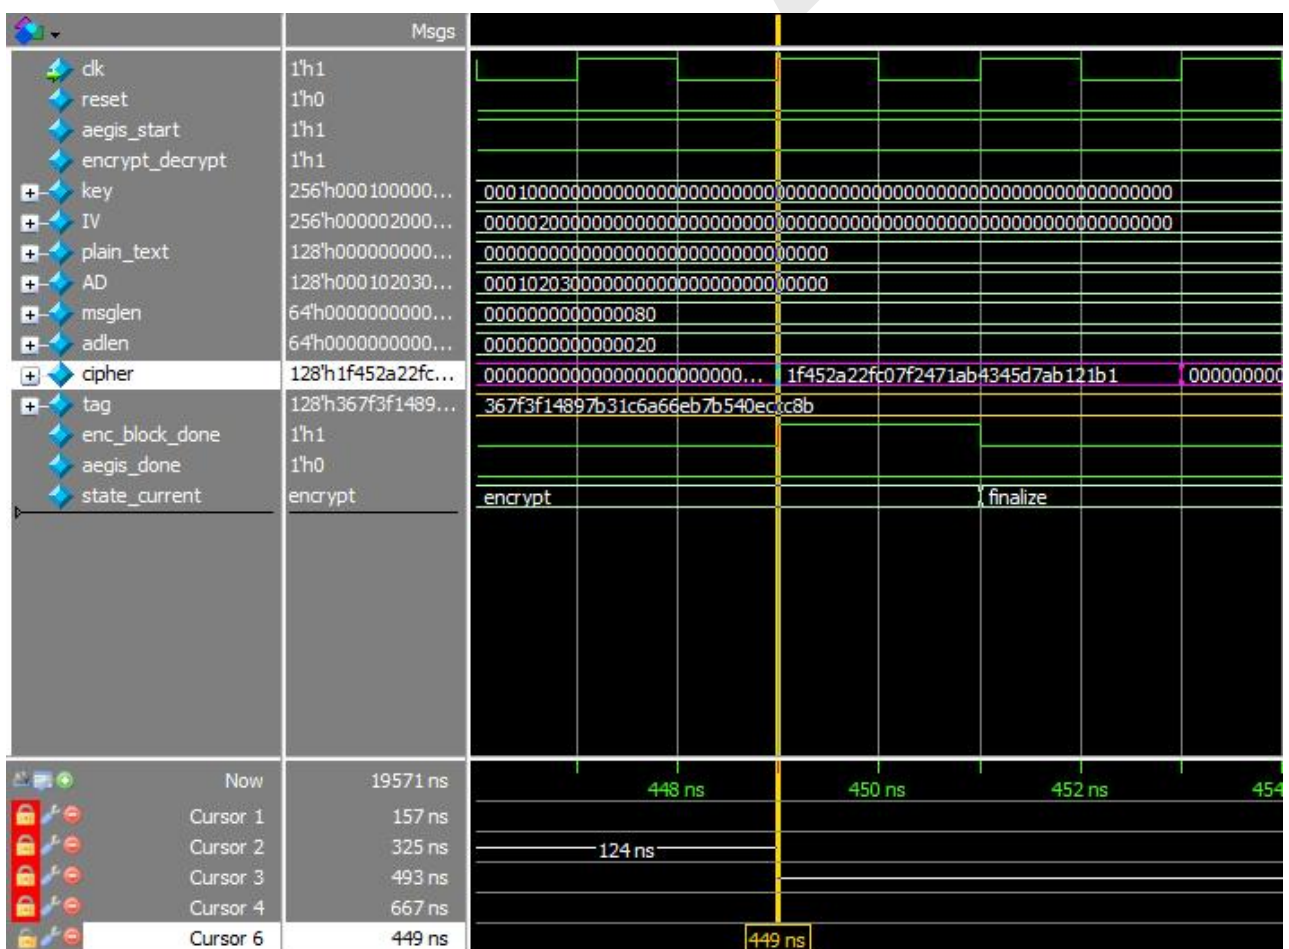 Msgs
clk 1'h1
reset 1'h0
aegis_start 1'h1
encrypt_decrypt 1'h1
key 256'h000100000... 0001000000000000000000000000000000000000000000000000000000000000
IV 256'h000002000... 0000020000000000000000000000000000000000000000000000000000000000
plain_text 128'h000000000... 00000000000000000000000000000000
AD 128'h000102030... 00010203000000000000000000000000
msglen 64'h0000000000... 0000000000000080
adlen 64'h0000000000... 0000000000000020
cipher 128'h1f452a22fc... 000000000000000000000000... 1f452a22fc07f2471ab4345d7ab121b1 000000000
tag 128'h367f3f1489... 367f3f14897b31c6a66eb7b540eccc8b
enc_block_done 1'h1
aegis_done 1'h0
state_current encrypt encrypt finalize
Now 19571 ns 448 ns 450 ns 452 ns 454
Cursor 1 157 ns
Cursor 2 325 ns 124 ns
Cursor 3 493 ns
Cursor 4 667 ns
Cursor 6 449 ns 449 ns